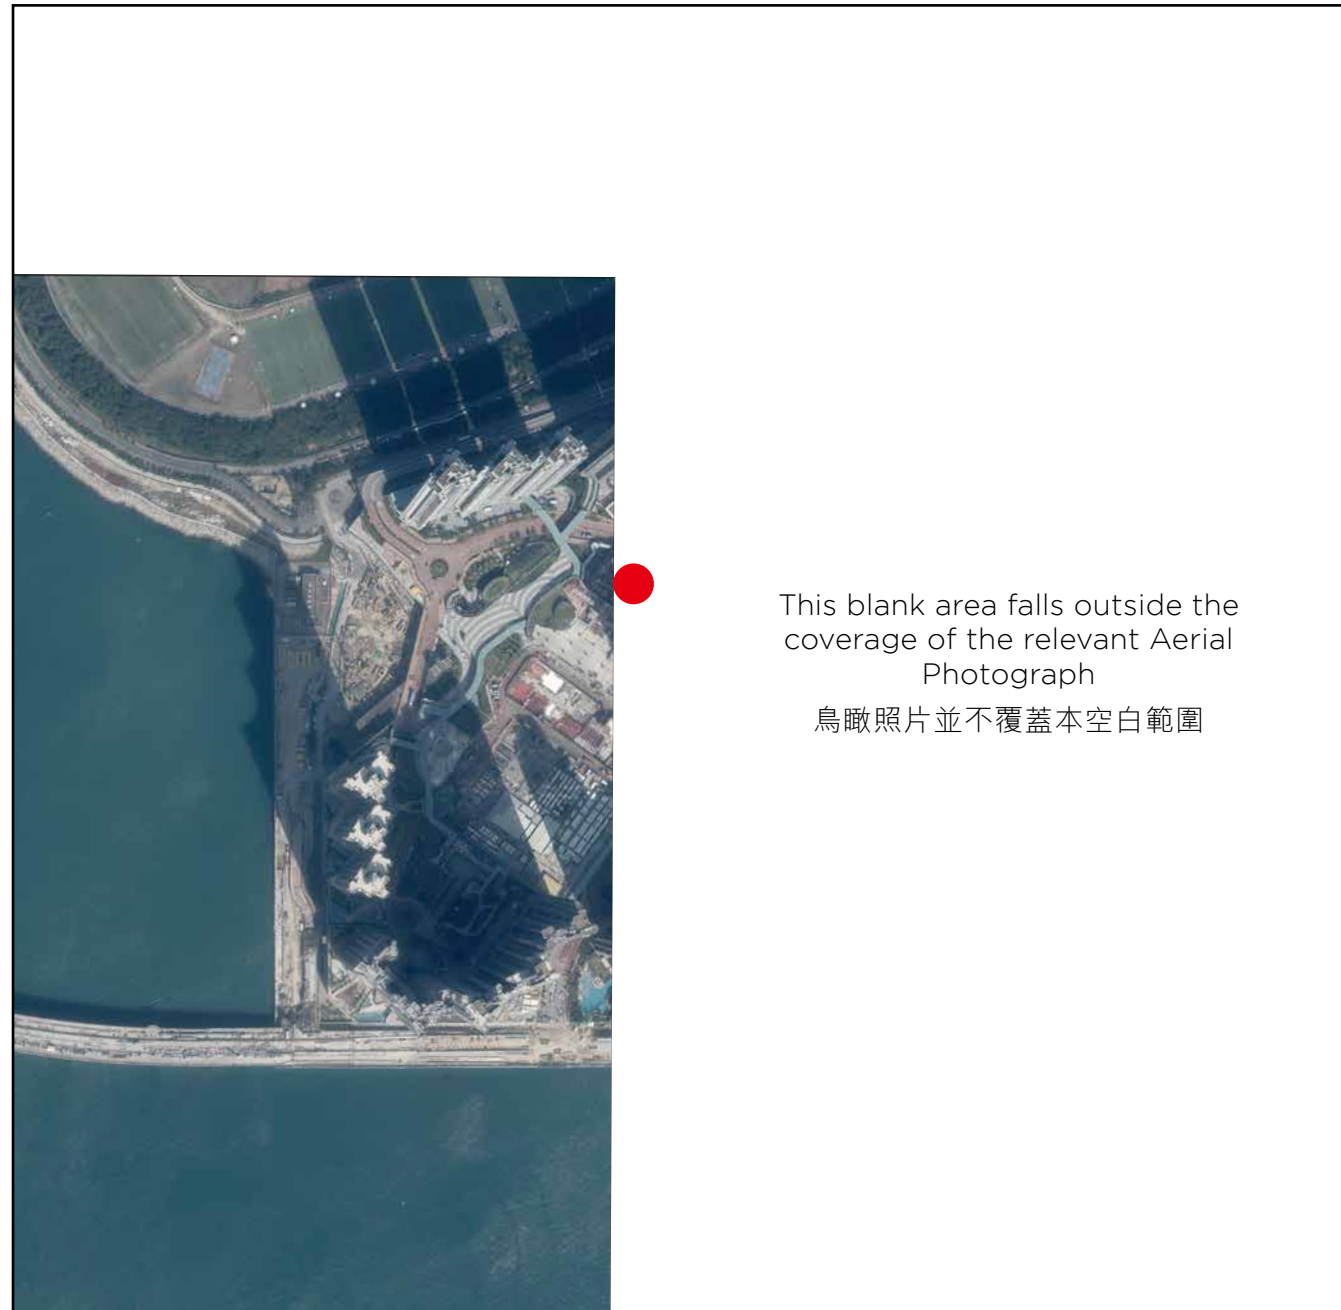 This blank area falls outside the
coverage of the relevant Aerial
Photograph
鳥瞰照片並不覆蓋本空白範圍